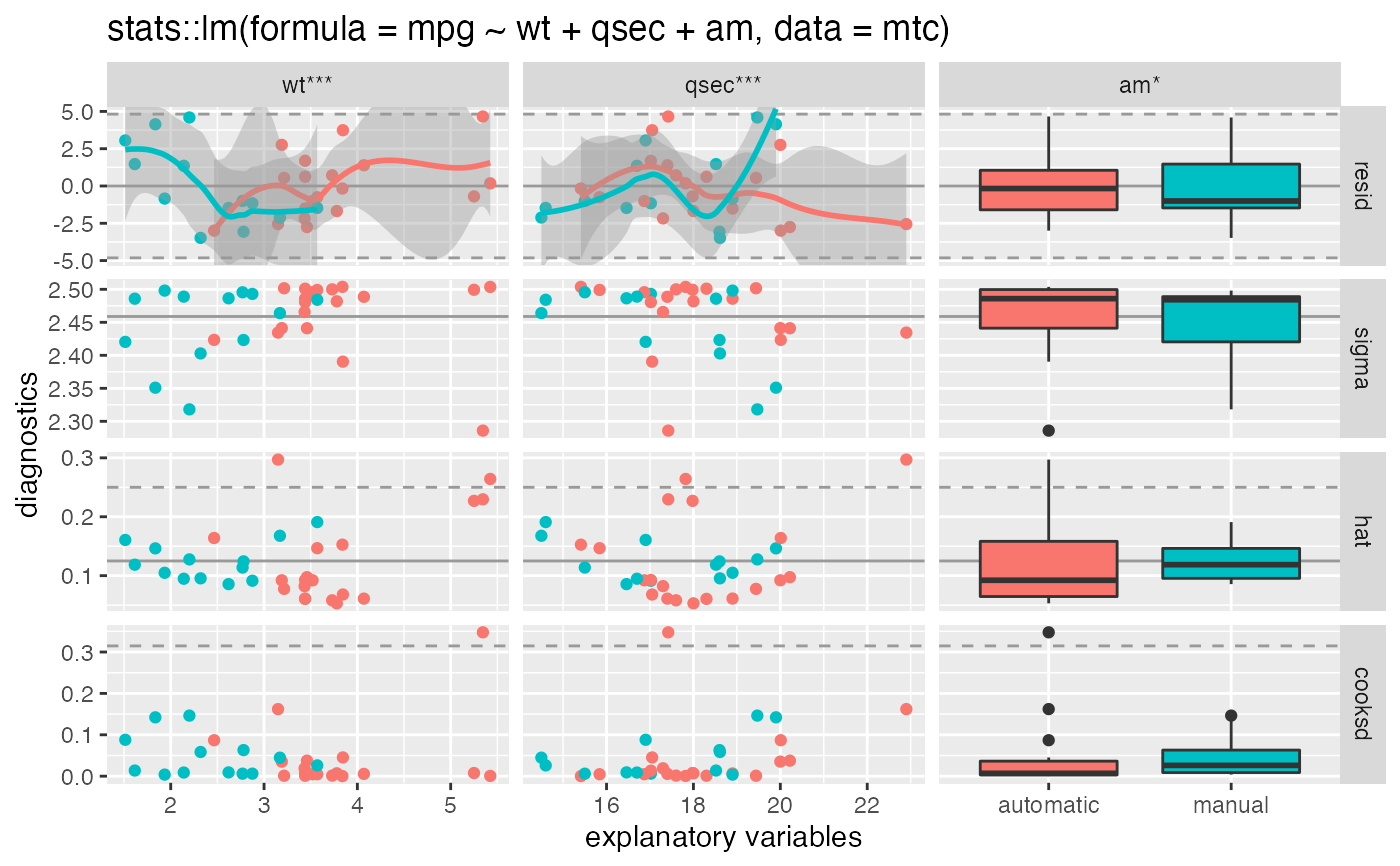 stats::lm(formula = mpg ~ wt + qsec + am, data = mtc)
wt*** qsec*** am*
5.0
2.5
0.0
-2.5
-5.0
resid
2.50
2.45
2.40
2.35
2.30
sigma
diagnostics
0.3
0.2
0.1
hat
0.3
0.2
0.1
0.0
cooksd
2 3 4 5 16 18 20 22 automatic manual
explanatory variables